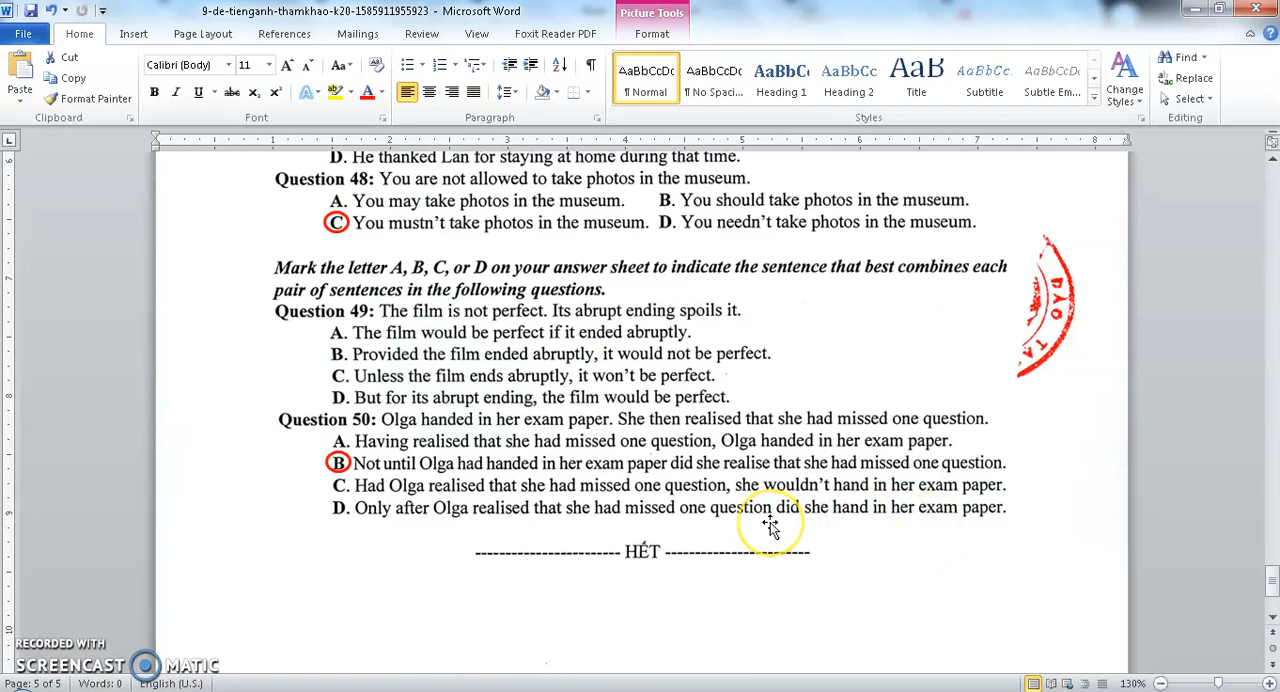 9-de-tienganh-thamkhao-k20-1585911955923 - Microsoft Word
Picture Tools
File Home Insert Page Layout References Mailings Review View Foxit Reader PDF Format
Paste
Cut
Copy
Format Painter
Calibri (Body) 11
AaBbCcDc AaBbCcDc AaBbC AaBbCc AaB AaBbCc. AaBbCcDc
¶ Normal ¶ No Spaci... Heading 1 Heading 2 Title Subtitle Subtle Em...
Change
Styles
Find
Replace
Select
Clipboard Font Paragraph Styles Editing
D. He thanked Lan for staying at home during that time.
Question 48: You are not allowed to take photos in the museum.
A. You may take photos in the museum. B. You should take photos in the museum.
C You mustn't take photos in the museum. D. You needn't take photos in the museum.
Mark the letter A, B, C, or D on your answer sheet to indicate the sentence that best combines each
pair of sentences in the following questions.
Question 49: The film is not perfect. Its abrupt ending spoils it.
A. The film would be perfect if it ended abruptly.
B. Provided the film ended abruptly, it would not be perfect.
C. Unless the film ends abruptly, it won't be perfect.
D. But for its abrupt ending, the film would be perfect.
Question 50: Olga handed in her exam paper. She then realised that she had missed one question.
A. Having realised that she had missed one question, Olga handed in her exam paper.
B Not until Olga had handed in her exam paper did she realise that she had missed one question.
C. Had Olga realised that she had missed one question, she wouldn't hand in her exam paper.
D. Only after Olga realised that she had missed one question did she hand in her exam paper.
------------------------ HẾT ------------------------
ĐÀO TẠ
RECORDED WITH
SCREENCAST MATIC
Page: 5 of 5 Words: 0 English (U.S.) 130%